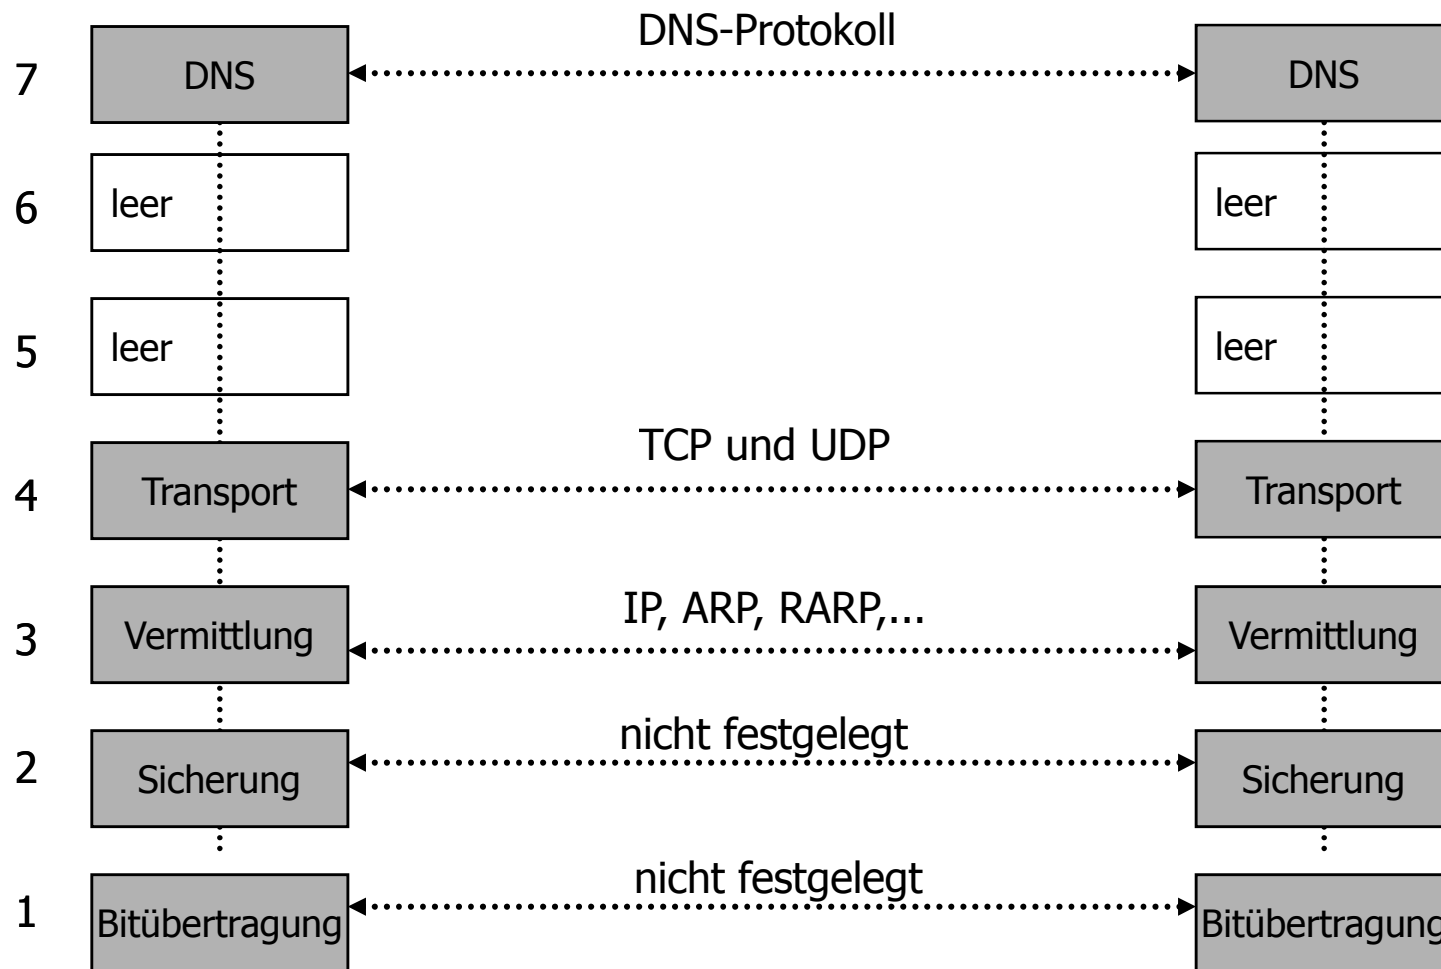 DNS-Protokoll
7 DNS DNS
6 leer leer
5 leer leer
TCP und UDP
4 Transport Transport
IP, ARP, RARP,...
3 Vermittlung Vermittlung
nicht festgelegt
2 Sicherung Sicherung
nicht festgelegt
1 Bitübertragung Bitübertragung